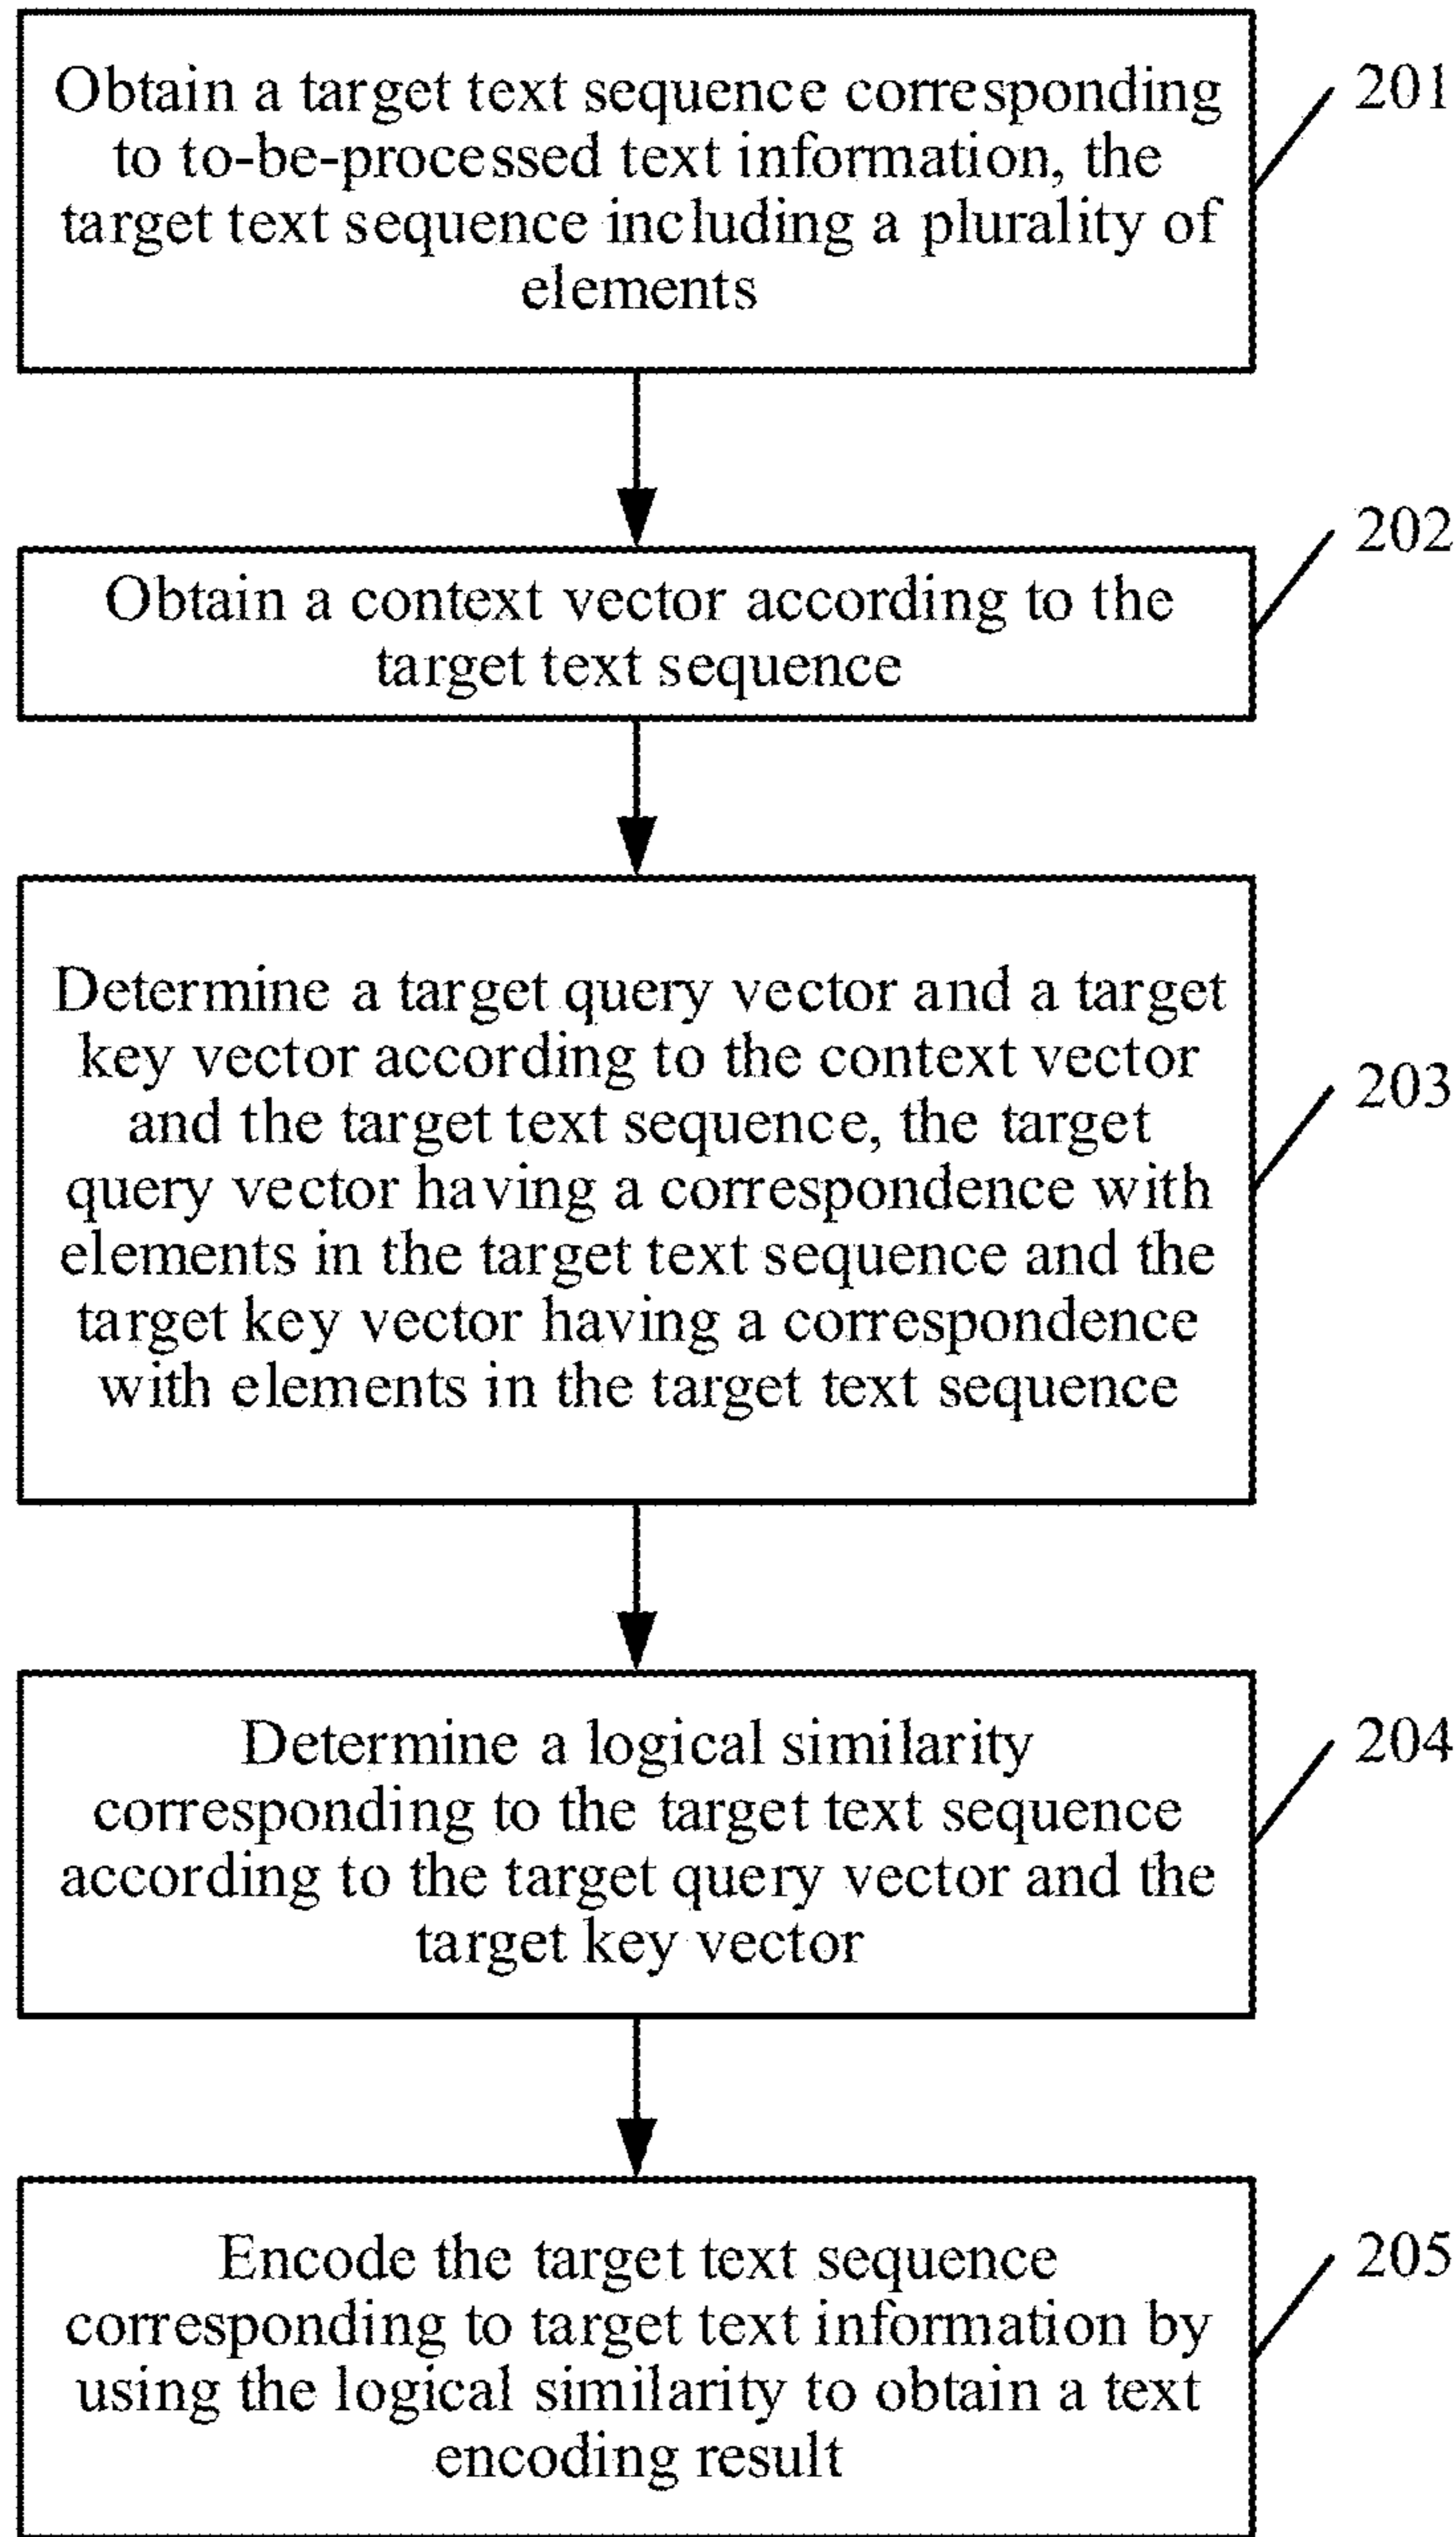 Obtain a target text sequence corresponding
to to-be-processed text information, the
target text sequence including a plurality of
elements
201
Obtain a context vector according to the
target text sequence
202
Determine a target query vector and a target
key vector according to the context vector
and the target text sequence, the target
query vector having a correspondence with
elements in the target text sequence and the
target key vector having a correspondence
with elements in the target text sequence
203
Determine a logical similarity
corresponding to the target text sequence
according to the target query vector and the
target key vector
204
Encode the target text sequence
corresponding to target text information by
using the logical similarity to obtain a text
encoding result
205